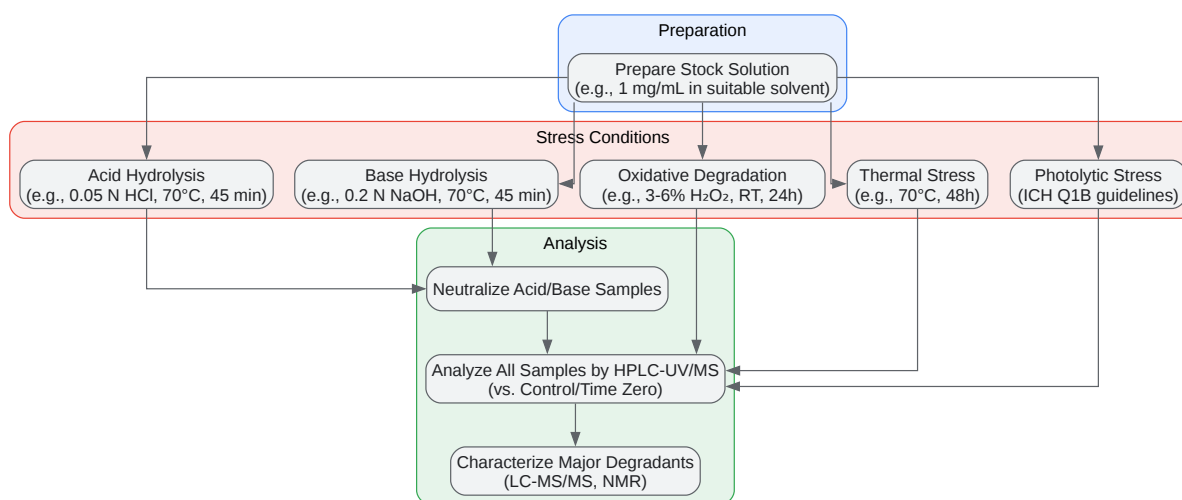 Preparation
Prepare Stock Solution
(e.g., 1 mg/mL in suitable solvent)
Stress Conditions
Acid Hydrolysis
(e.g., 0.05 N HCl, 70°C, 45 min)
Base Hydrolysis
(e.g., 0.2 N NaOH, 70°C, 45 min)
Oxidative Degradation
(e.g., 3-6% H₂O₂, RT, 24h)
Thermal Stress
(e.g., 70°C, 48h)
Photolytic Stress
(ICH Q1B guidelines)
Analysis
Neutralize Acid/Base Samples
Analyze All Samples by HPLC-UV/MS
(vs. Control/Time Zero)
Characterize Major Degradants
(LC-MS/MS, NMR)